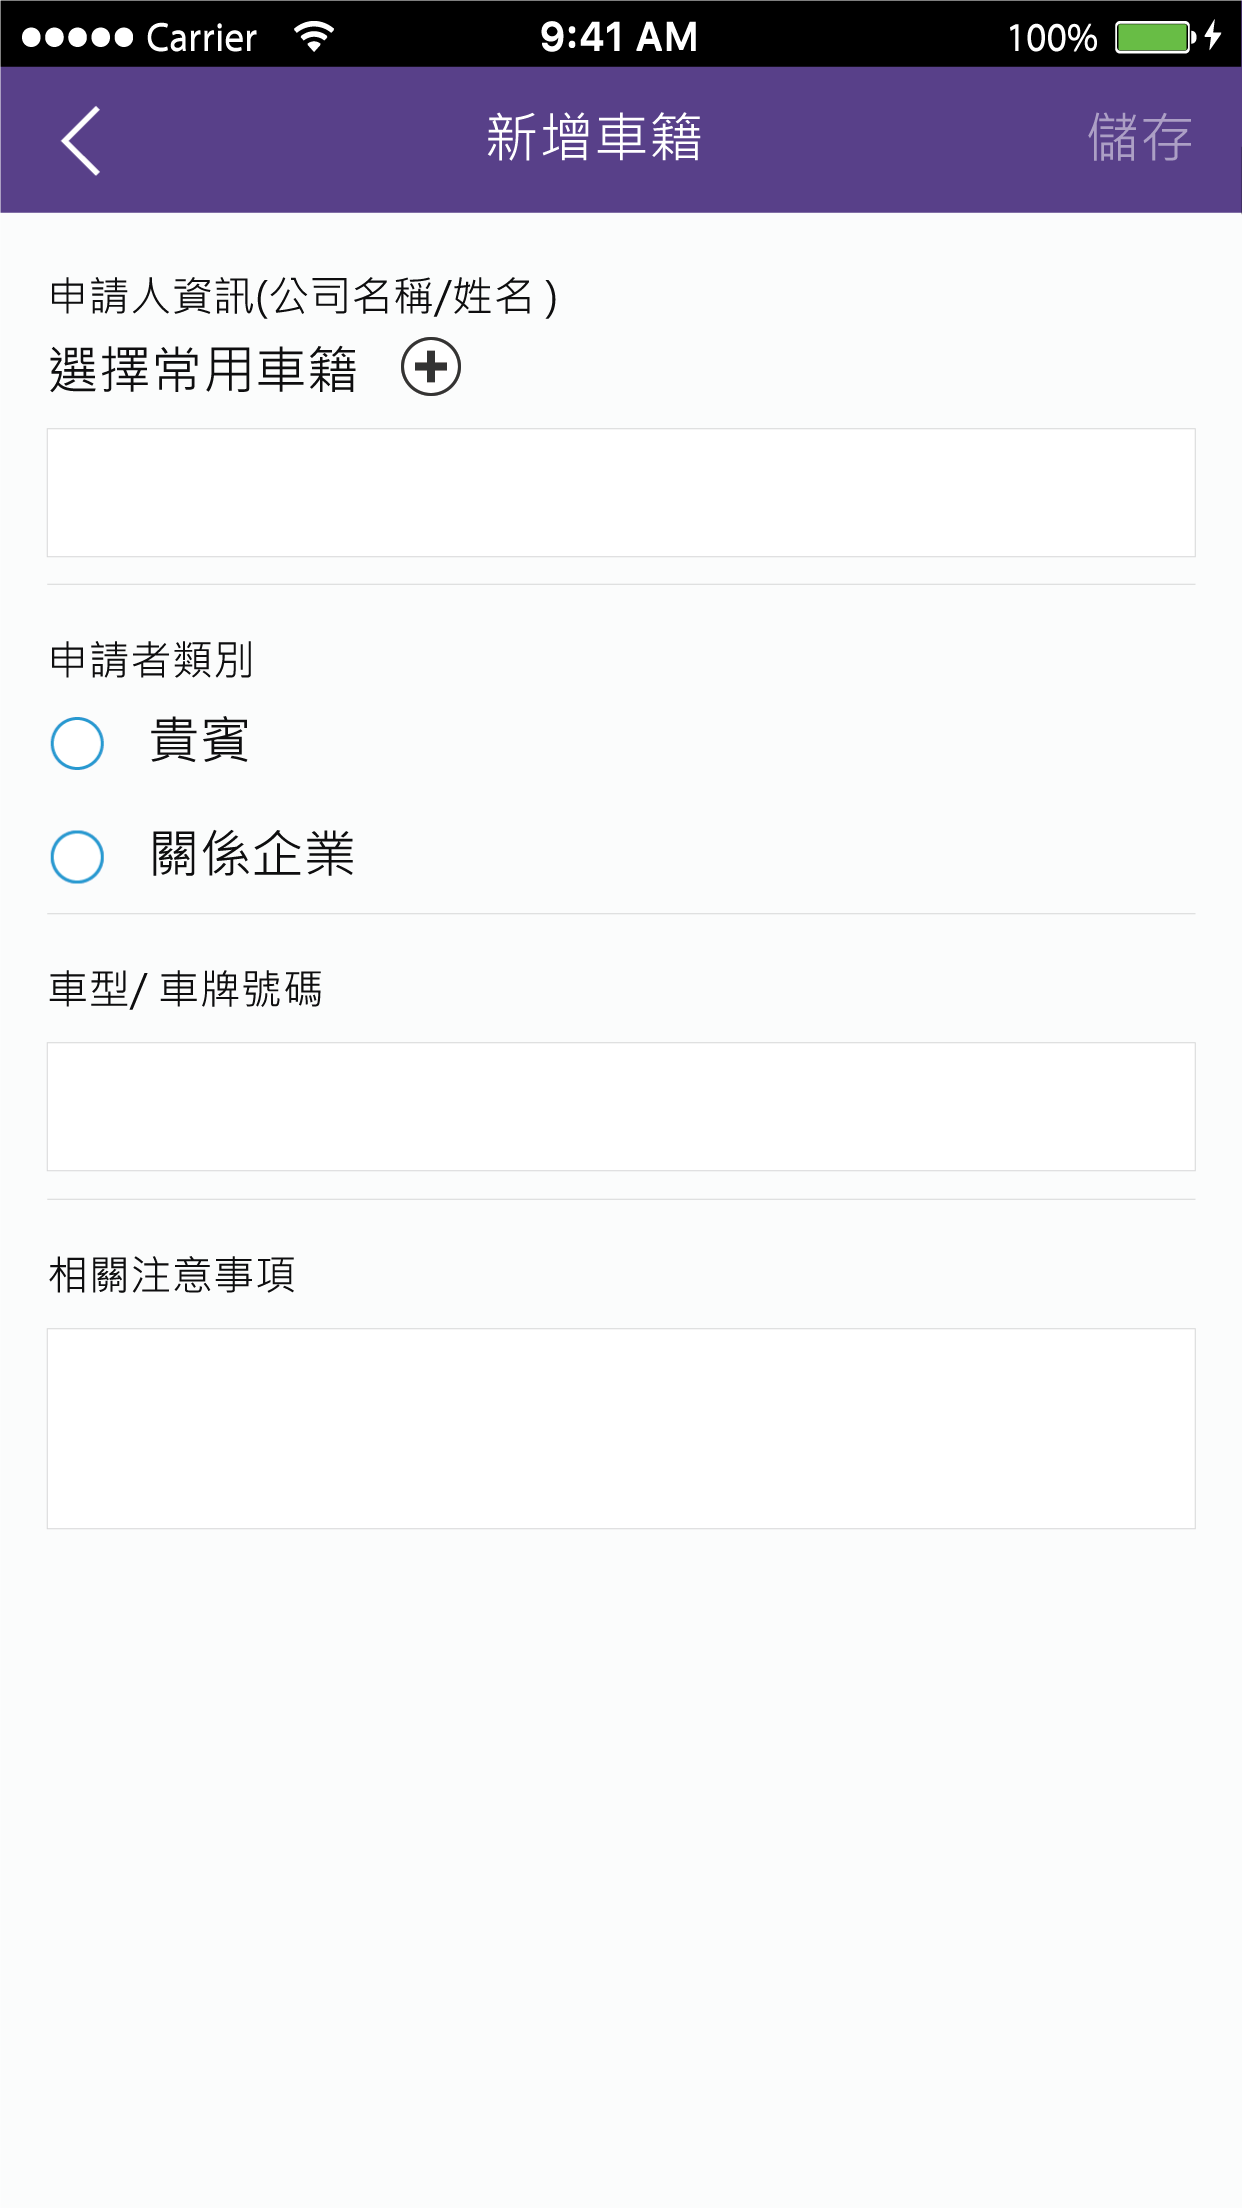 Carrier 9:41 AM 100%
新增車籍 儲存
申請人資訊(公司名稱/姓名 )
選擇常用車籍
申請者類別
貴賓
關係企業
車型/ 車牌號碼
相關注意事項